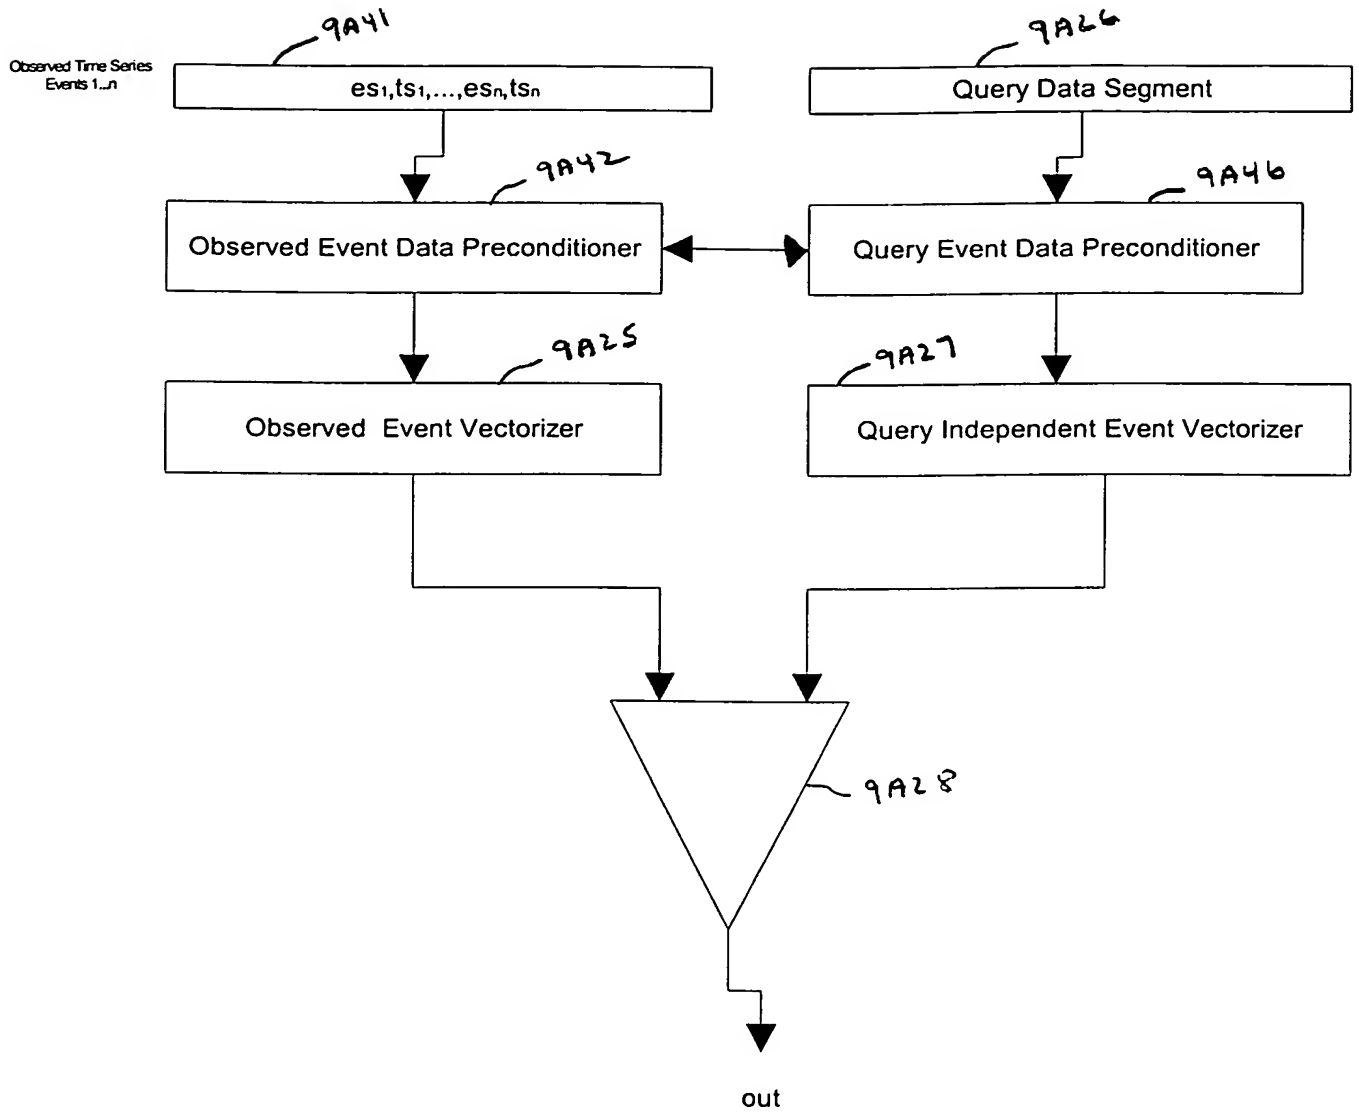 9A41
9A26
Observed Time Series
Events 1...n
es1,ts1,...,esn,tsn
Query Data Segment
9A42
9A46
Observed Event Data Preconditioner
Query Event Data Preconditioner
9A25
9A27
Observed Event Vectorizer
Query Independent Event Vectorizer
9A28
out